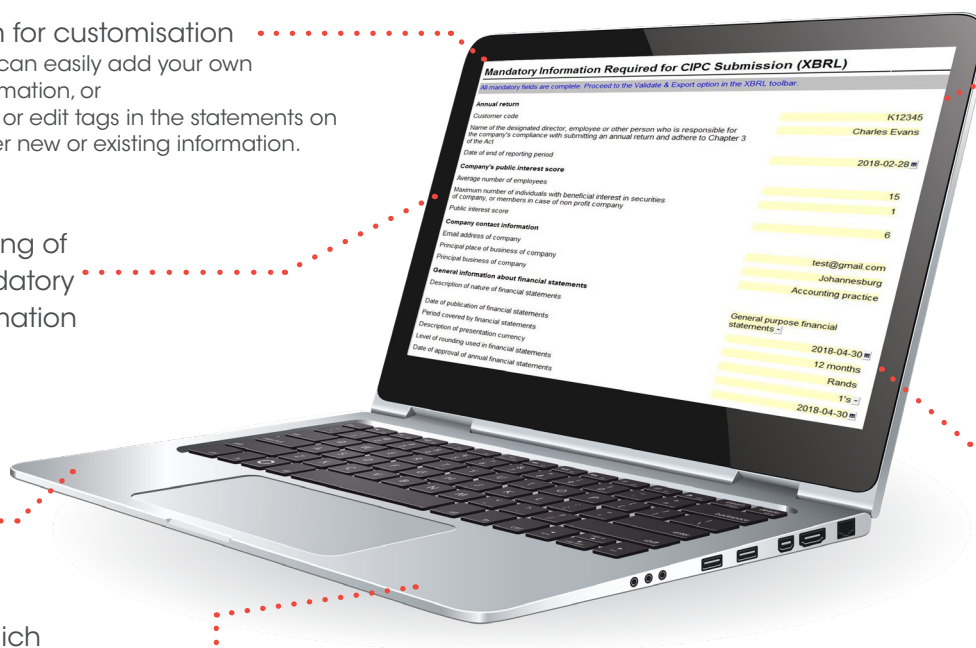 for customisation
can easily add your own
or
or edit tags in the statements on
new or existing information.
of
Mandatory Information Required for CIPC Submission (XBRL)
All mandatory fields are complete. Proceed to the Validate & Export option in the XBRL toolbar.
Annual return
Customer code K12345
Name of the designated director, employee or other person who is responsible for
the company's compliance with submitting an annual return and adhere to Chapter 3
of the Act Charles Evans
Date of end of reporting period 2018-02-28
Company's public interest score
Average number of employees 15
Maximum number of individuals with beneficial interest in securities
of company, or members in case of non profit company 1
Public interest score 6
Company contact information
Email address of company test@gmail.com
Principal place of business of company Johannesburg
Principal business of company Accounting practice
General information about financial statements
Description of nature of financial statements General purpose financial
statements
Date of publication of financial statements 2018-04-30
Period covered by financial statements 12 months
Description of presentation currency Rands
Level of rounding used in financial statements 1's
Date of approval of annual financial statements 2018-04-30